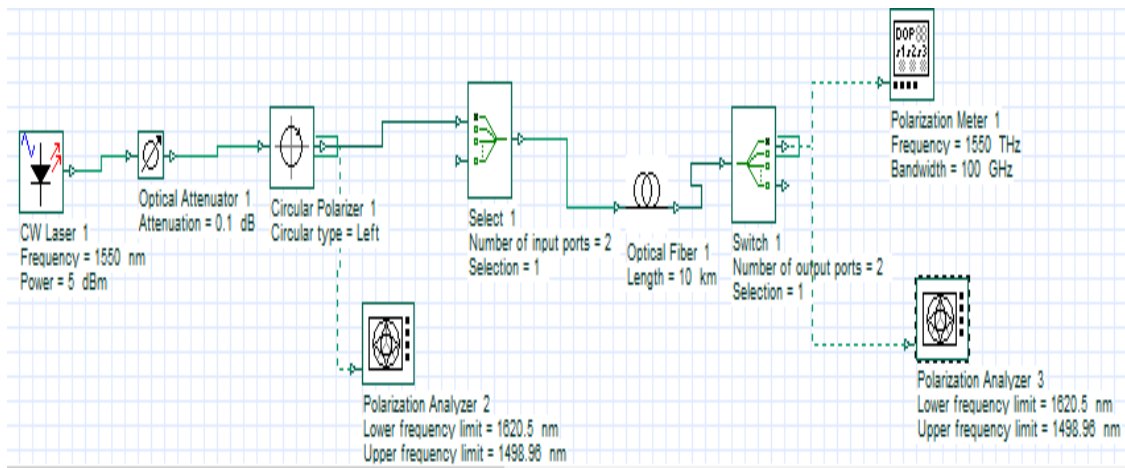 CW Laser 1
Frequency = 1550 nm
Power = 5 dBm
Optical Attenuator 1
Attenuation = 0.1 dB
Circular Polarizer 1
Circular type = Left
Polarization Analyzer 2
Lower frequency limit = 1620.5 nm
Upper frequency limit = 1498.96 nm
Select 1
Number of input ports = 2
Selection = 1
Optical Fiber 1
Length = 10 km
Switch 1
Number of output ports = 2
Selection = 1
DOP
s1s2s3
Polarization Meter 1
Frequency = 1550 THz
Bandwidth = 100 GHz
Polarization Analyzer 3
Lower frequency limit = 1620.5 nm
Upper frequency limit = 1498.96 nm